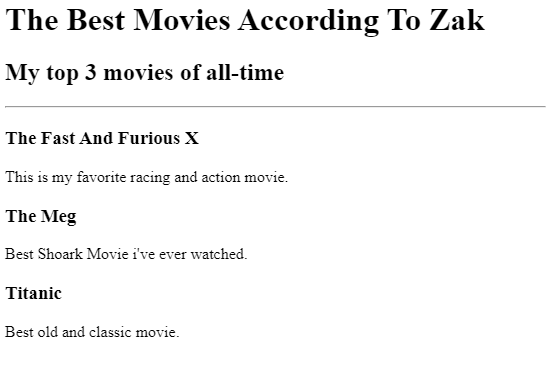 The Best Movies According To Zak
My top 3 movies of all-time
The Fast And Furious X
This is my favorite racing and action movie.
The Meg
Best Shoark Movie i've ever watched.
Titanic
Best old and classic movie.